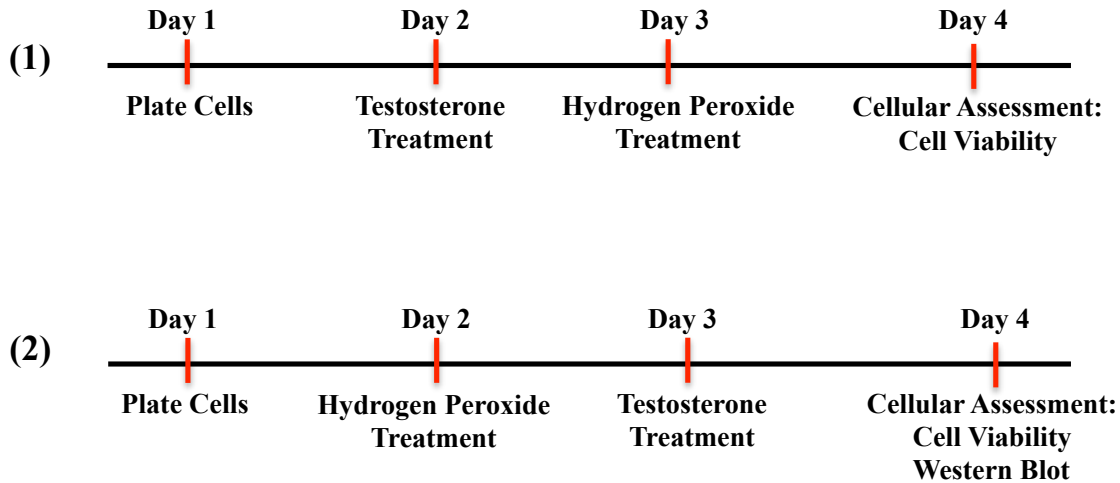 (1)
Day 1
Day 2
Day 3
Day 4
Plate Cells
Testosterone
Treatment
Hydrogen Peroxide
Treatment
Cellular Assessment:
Cell Viability
(2)
Day 1
Day 2
Day 3
Day 4
Plate Cells
Hydrogen Peroxide
Treatment
Testosterone
Treatment
Cellular Assessment:
Cell Viability
Western Blot